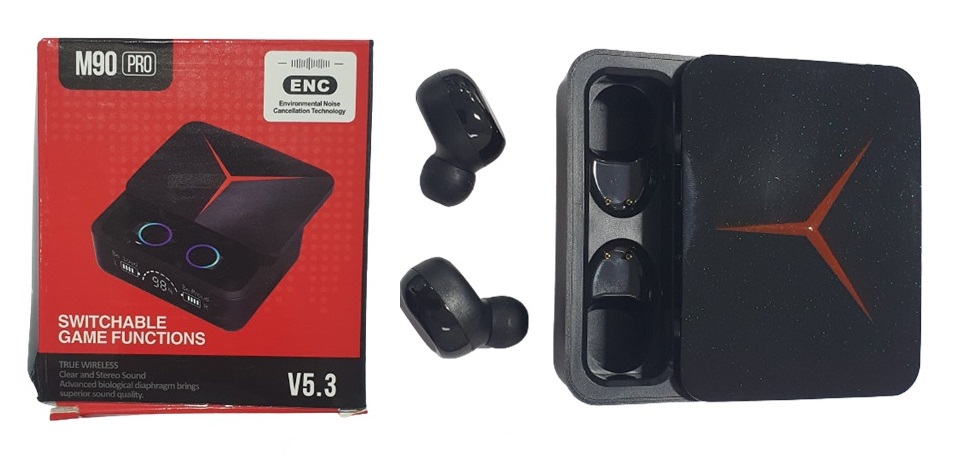 M90 PRO
ENC
Environmental Noise
Cancellation Technology
98%
SWITCHABLE
GAME FUNCTIONS
TRUE WIRELESS
Clear and Stereo Sound
Advanced biological diaphragm brings
superior sound quality.
V5.3